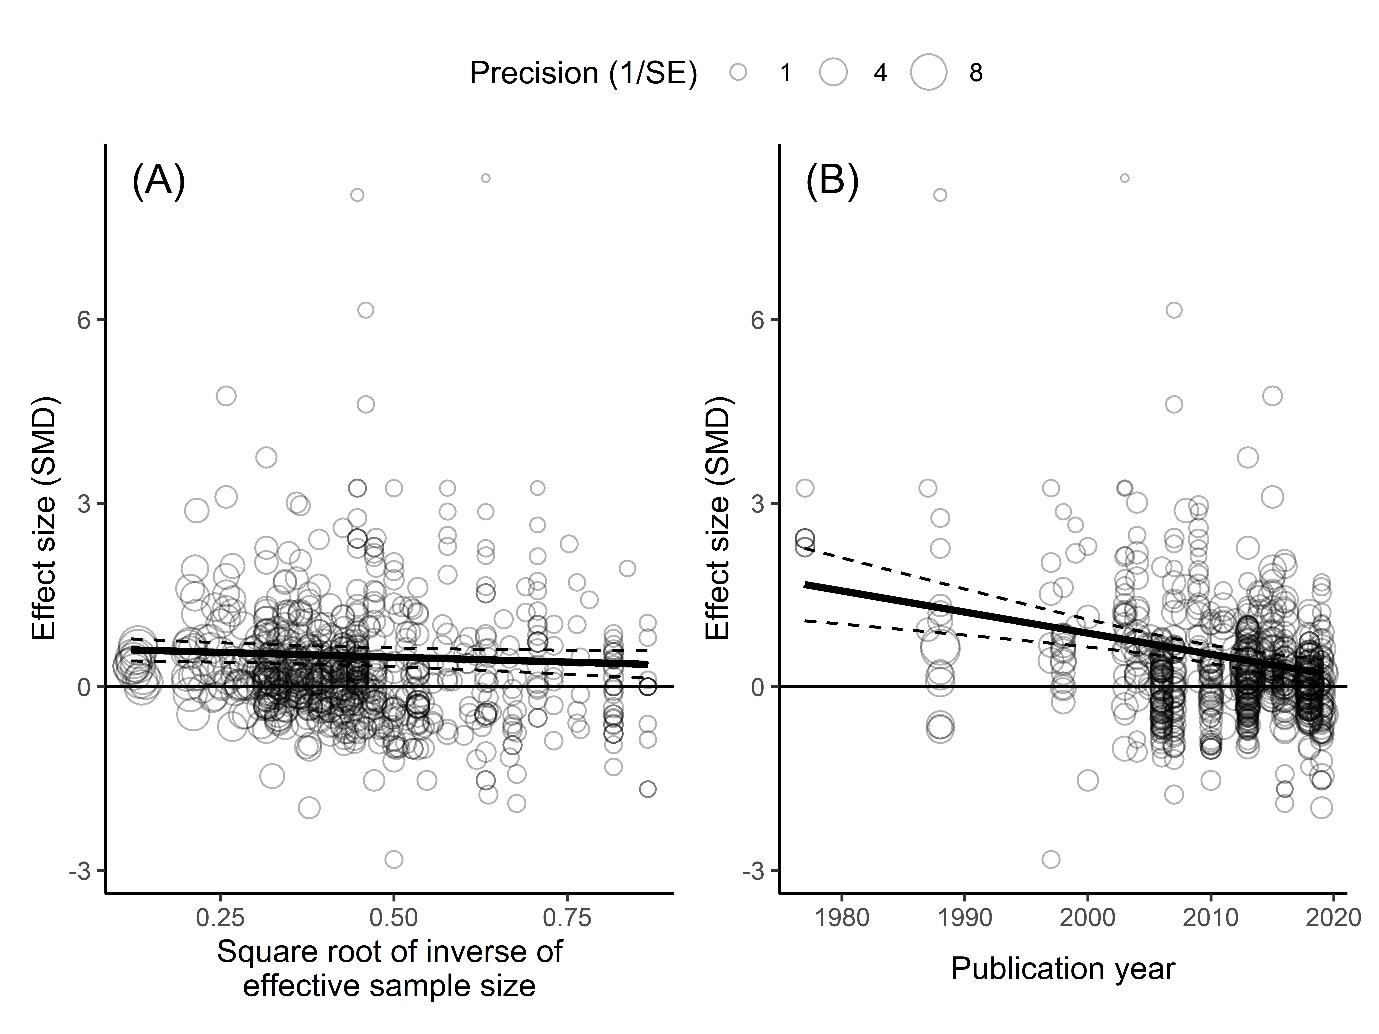 Precision (1/SE) 1 4 8
(A)
Effect size (SMD)
6
3
0
-3
0.25 0.50 0.75
Square root of inverse of
effective sample size
(B)
Effect size (SMD)
6
3
0
-3
1980 1990 2000 2010 2020
Publication year